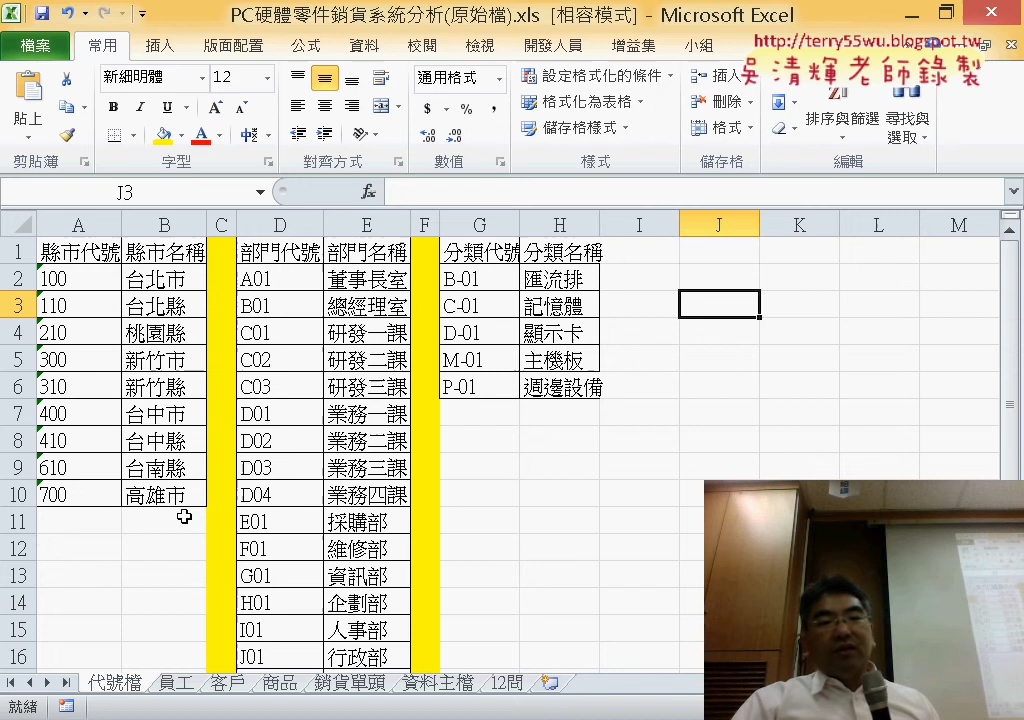 PC硬體零件銷貨系統分析(原始檔).xls [相容模式] - Microsoft Excel
檔案 常用 插入 版面配置 公式 資料 校閱 檢視 開發人員 增益集 小組
http://terry55wu.blogspot.tw
吳清輝老師錄製
新細明體 12 通用格式 設定格式化的條件 插入
貼上 B I U A A $ % , 格式化為表格 刪除 排序與篩選 尋找與選取
A 中 .00 儲存格樣式 格式
剪貼簿 字型 對齊方式 數值 樣式 儲存格 編輯
J3 fx
A B C D E F G H I J K L M
1 縣市代號 縣市名稱 部門代號 部門名稱 分類代號 分類名稱
2 100 台北市 A01 董事長室 B-01 匯流排
3 110 台北縣 B01 總經理室 C-01 記憶體
4 210 桃園縣 C01 研發一課 D-01 顯示卡
5 300 新竹市 C02 研發二課 M-01 主機板
6 310 新竹縣 C03 研發三課 P-01 週邊設備
7 400 台中市 D01 業務一課
8 410 台中縣 D02 業務二課
9 610 台南縣 D03 業務三課
10 700 高雄市 D04 業務四課
11 E01 採購部
12 F01 維修部
13 G01 資訊部
14 H01 企劃部
15 I01 人事部
16 J01 行政部
代號檔 員工 客戶 商品 銷貨單頭 資料主檔 12問
就緒